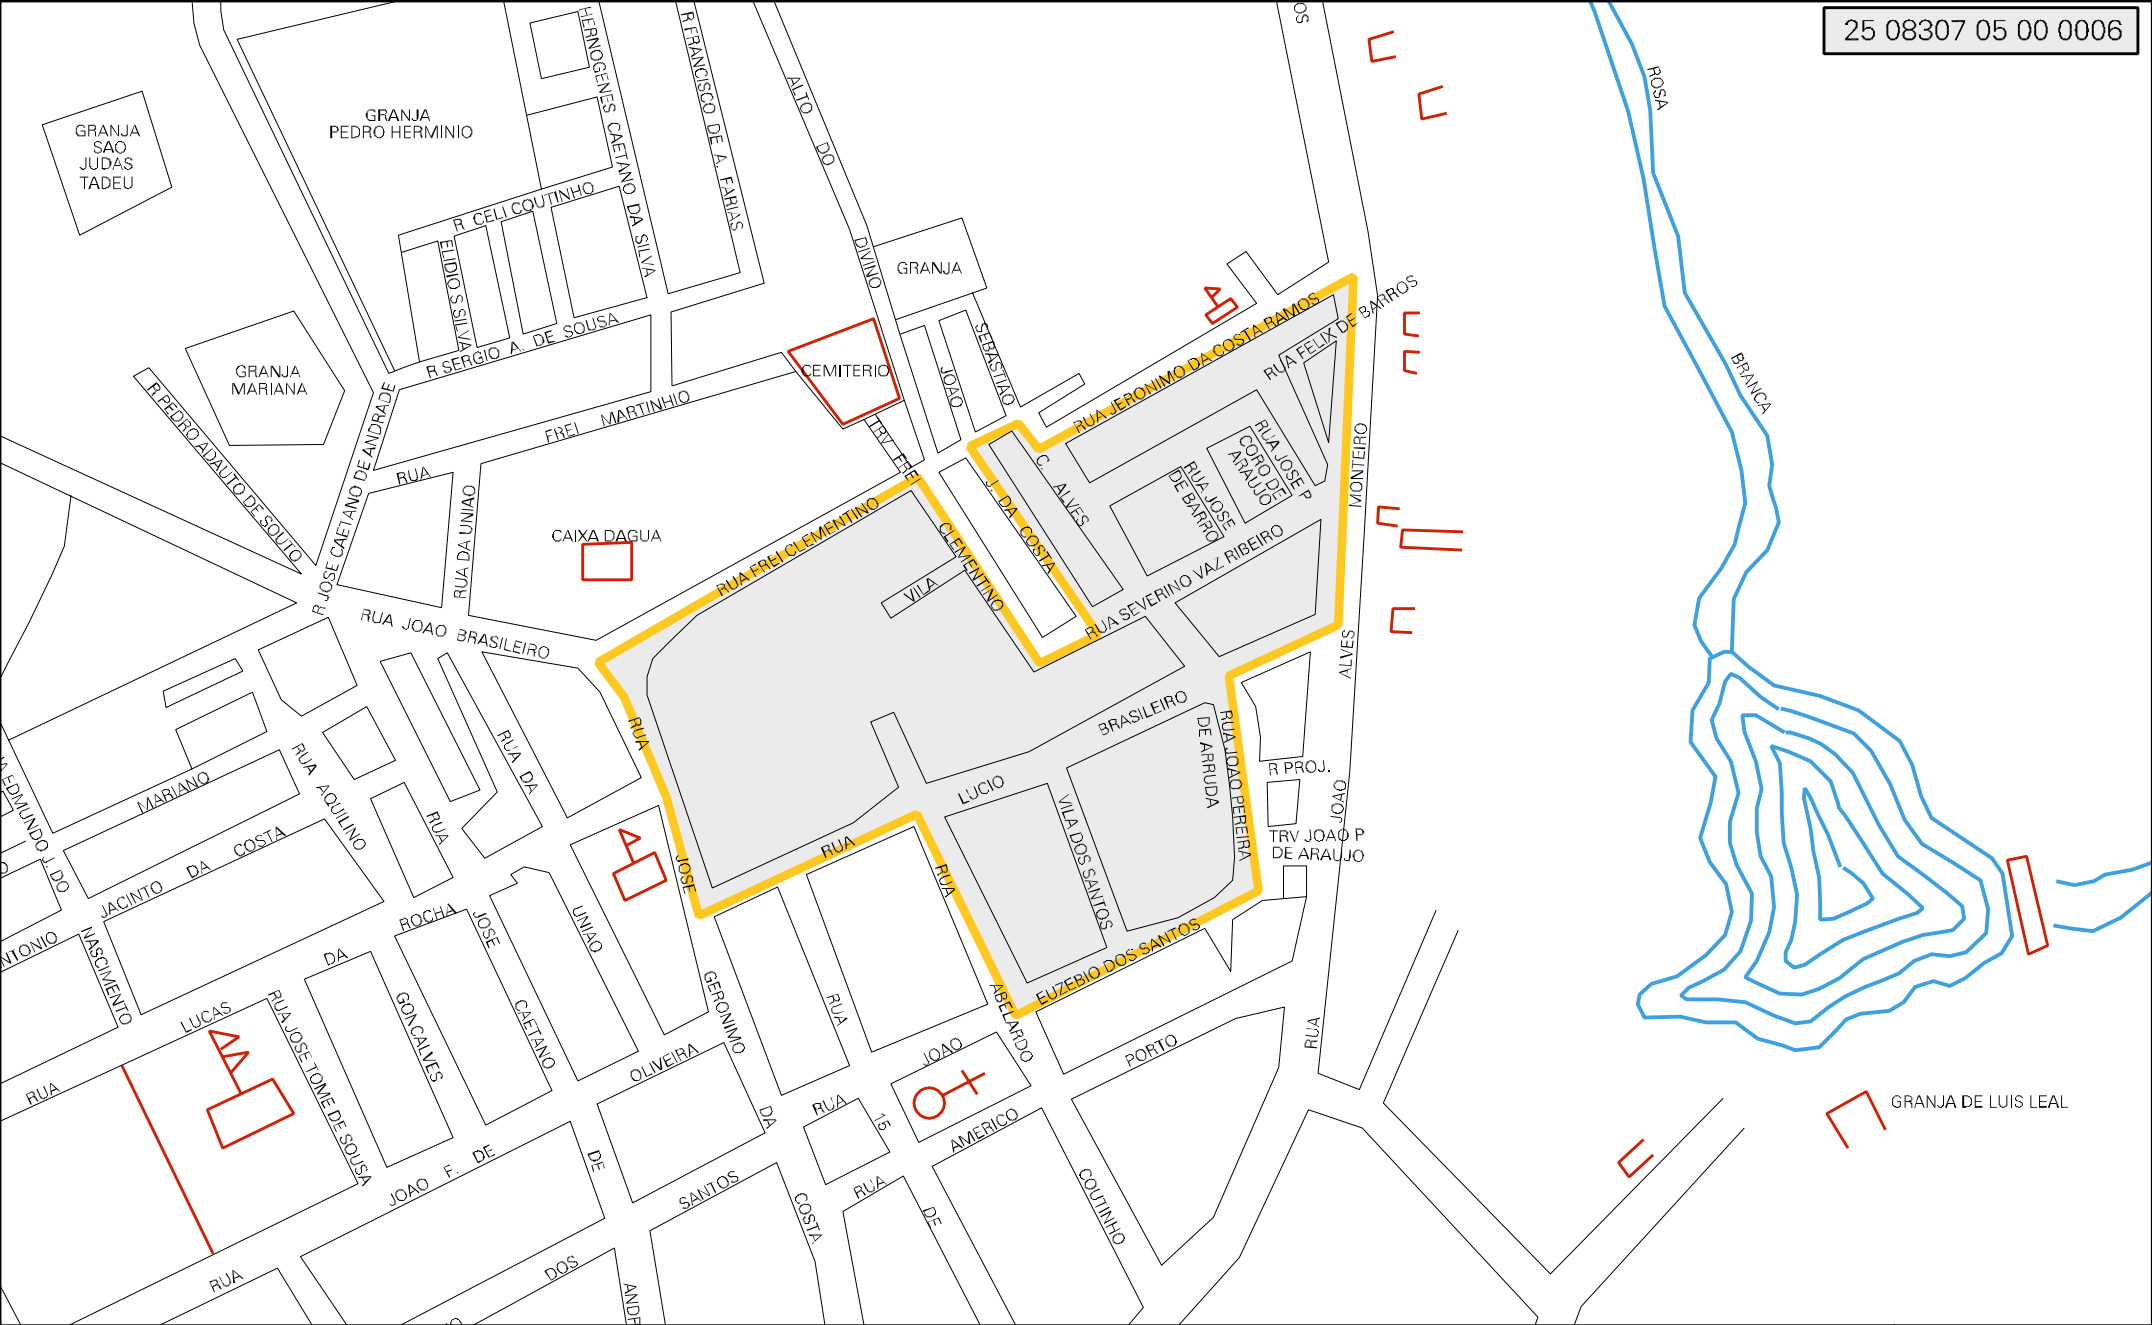 25 08307 05 00 0006
OS
ROSA
HERNOGENES CAETANO DA SILVA
R FRANCISCO DE A. FARIAS
ALTO DO DIVINO
GRANJA
PEDRO HERMINIO
GRANJA
SAO
JUDAS
TADEU
R CELI COUTINHO
ELIDIO S SILVA
GRANJA
R SERGIO A. DE SOUSA
SEBASTIAO
JOAO
RUA JERONIMO DA COSTA RAMOS
RUA FELIX DE BARROS
GRANJA
MARIANA
CEMITERIO
BRANCA
R PEDRO ADAUTO DE SOUTO
R JOSE CAETANO DE ANDRADE
RUA FREI MARTINHIO
TRV FREI CLEMENTINO
C. ALVES
J. DA COSTA
RUA JOSE P
CORO DE
ARAUJO
RUA JOSE
DE BARRO
RUA DA UNIAO
CAIXA DAGUA
RUA FREI CLEMENTINO
VILA
RUA SEVERINO VAZ RIBEIRO
RUA JOAO BRASILEIRO
RUA JOAO ALVES MONTEIRO
RUA JOSE GERONIMO DA COSTA
LUCIO BRASILEIRO
RUA JOAO PEREIRA
DE ARRUDA
R PROJ.
TRV JOAO P
DE ARAUJO
VILA DOS SANTOS
RUA EUZEBIO DOS SANTOS
RUA ABELARDO COUTINHO
RUA DA UNIAO
RUA AQUILINO
MARIANO
EDMUNDO J. DO NASCIMENTO
JACINTO DA COSTA
RUA JOSE CAETANO DE ANDR
NTONIO
RUA LUCAS DA ROCHA
GONCALVES
RUA JOSE TOME DE SOUSA
RUA JOAO F. DE OLIVEIRA
RUA JOAO
RUA 15 DE
RUA AMERICO PORTO
DOS SANTOS
GRANJA DE LUIS LEAL